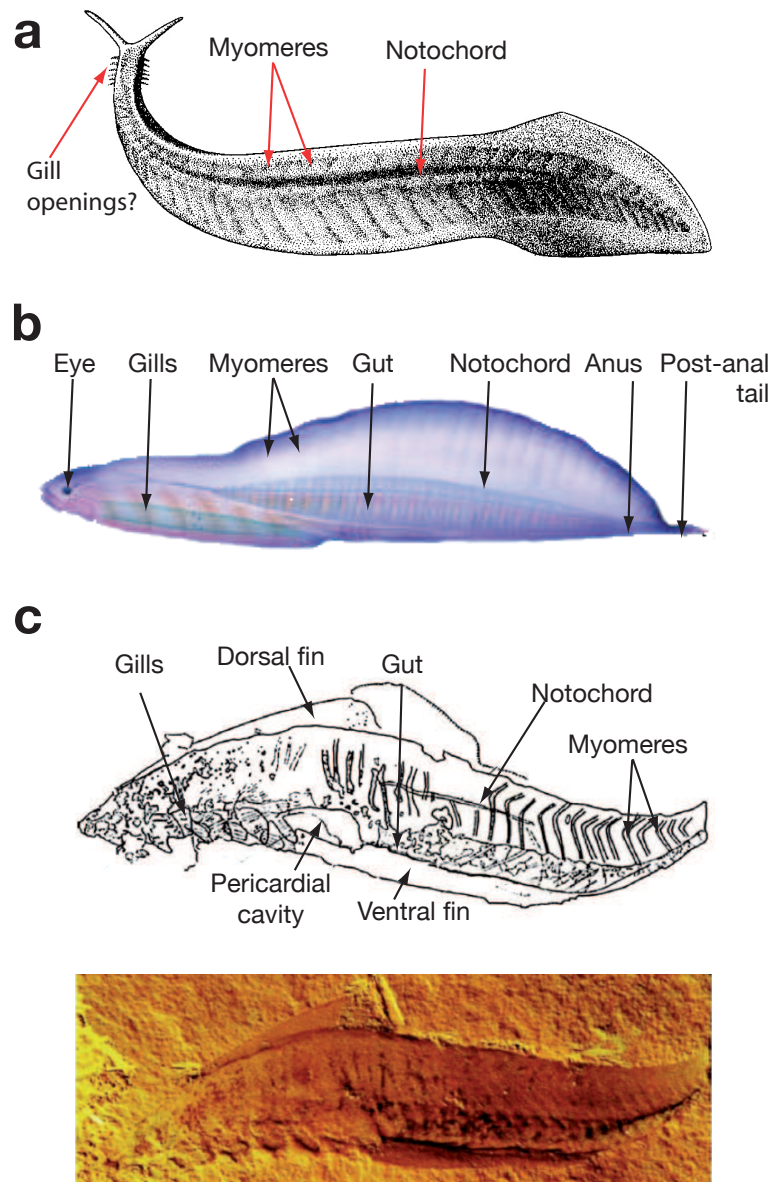 a
Myomeres
Notochord
Gill
openings?
b
Eye
Gills
Myomeres
Gut
Notochord
Anus
Post-anal
tail
c
Gills
Dorsal fin
Gut
Notochord
Myomeres
Pericardial
cavity
Ventral fin